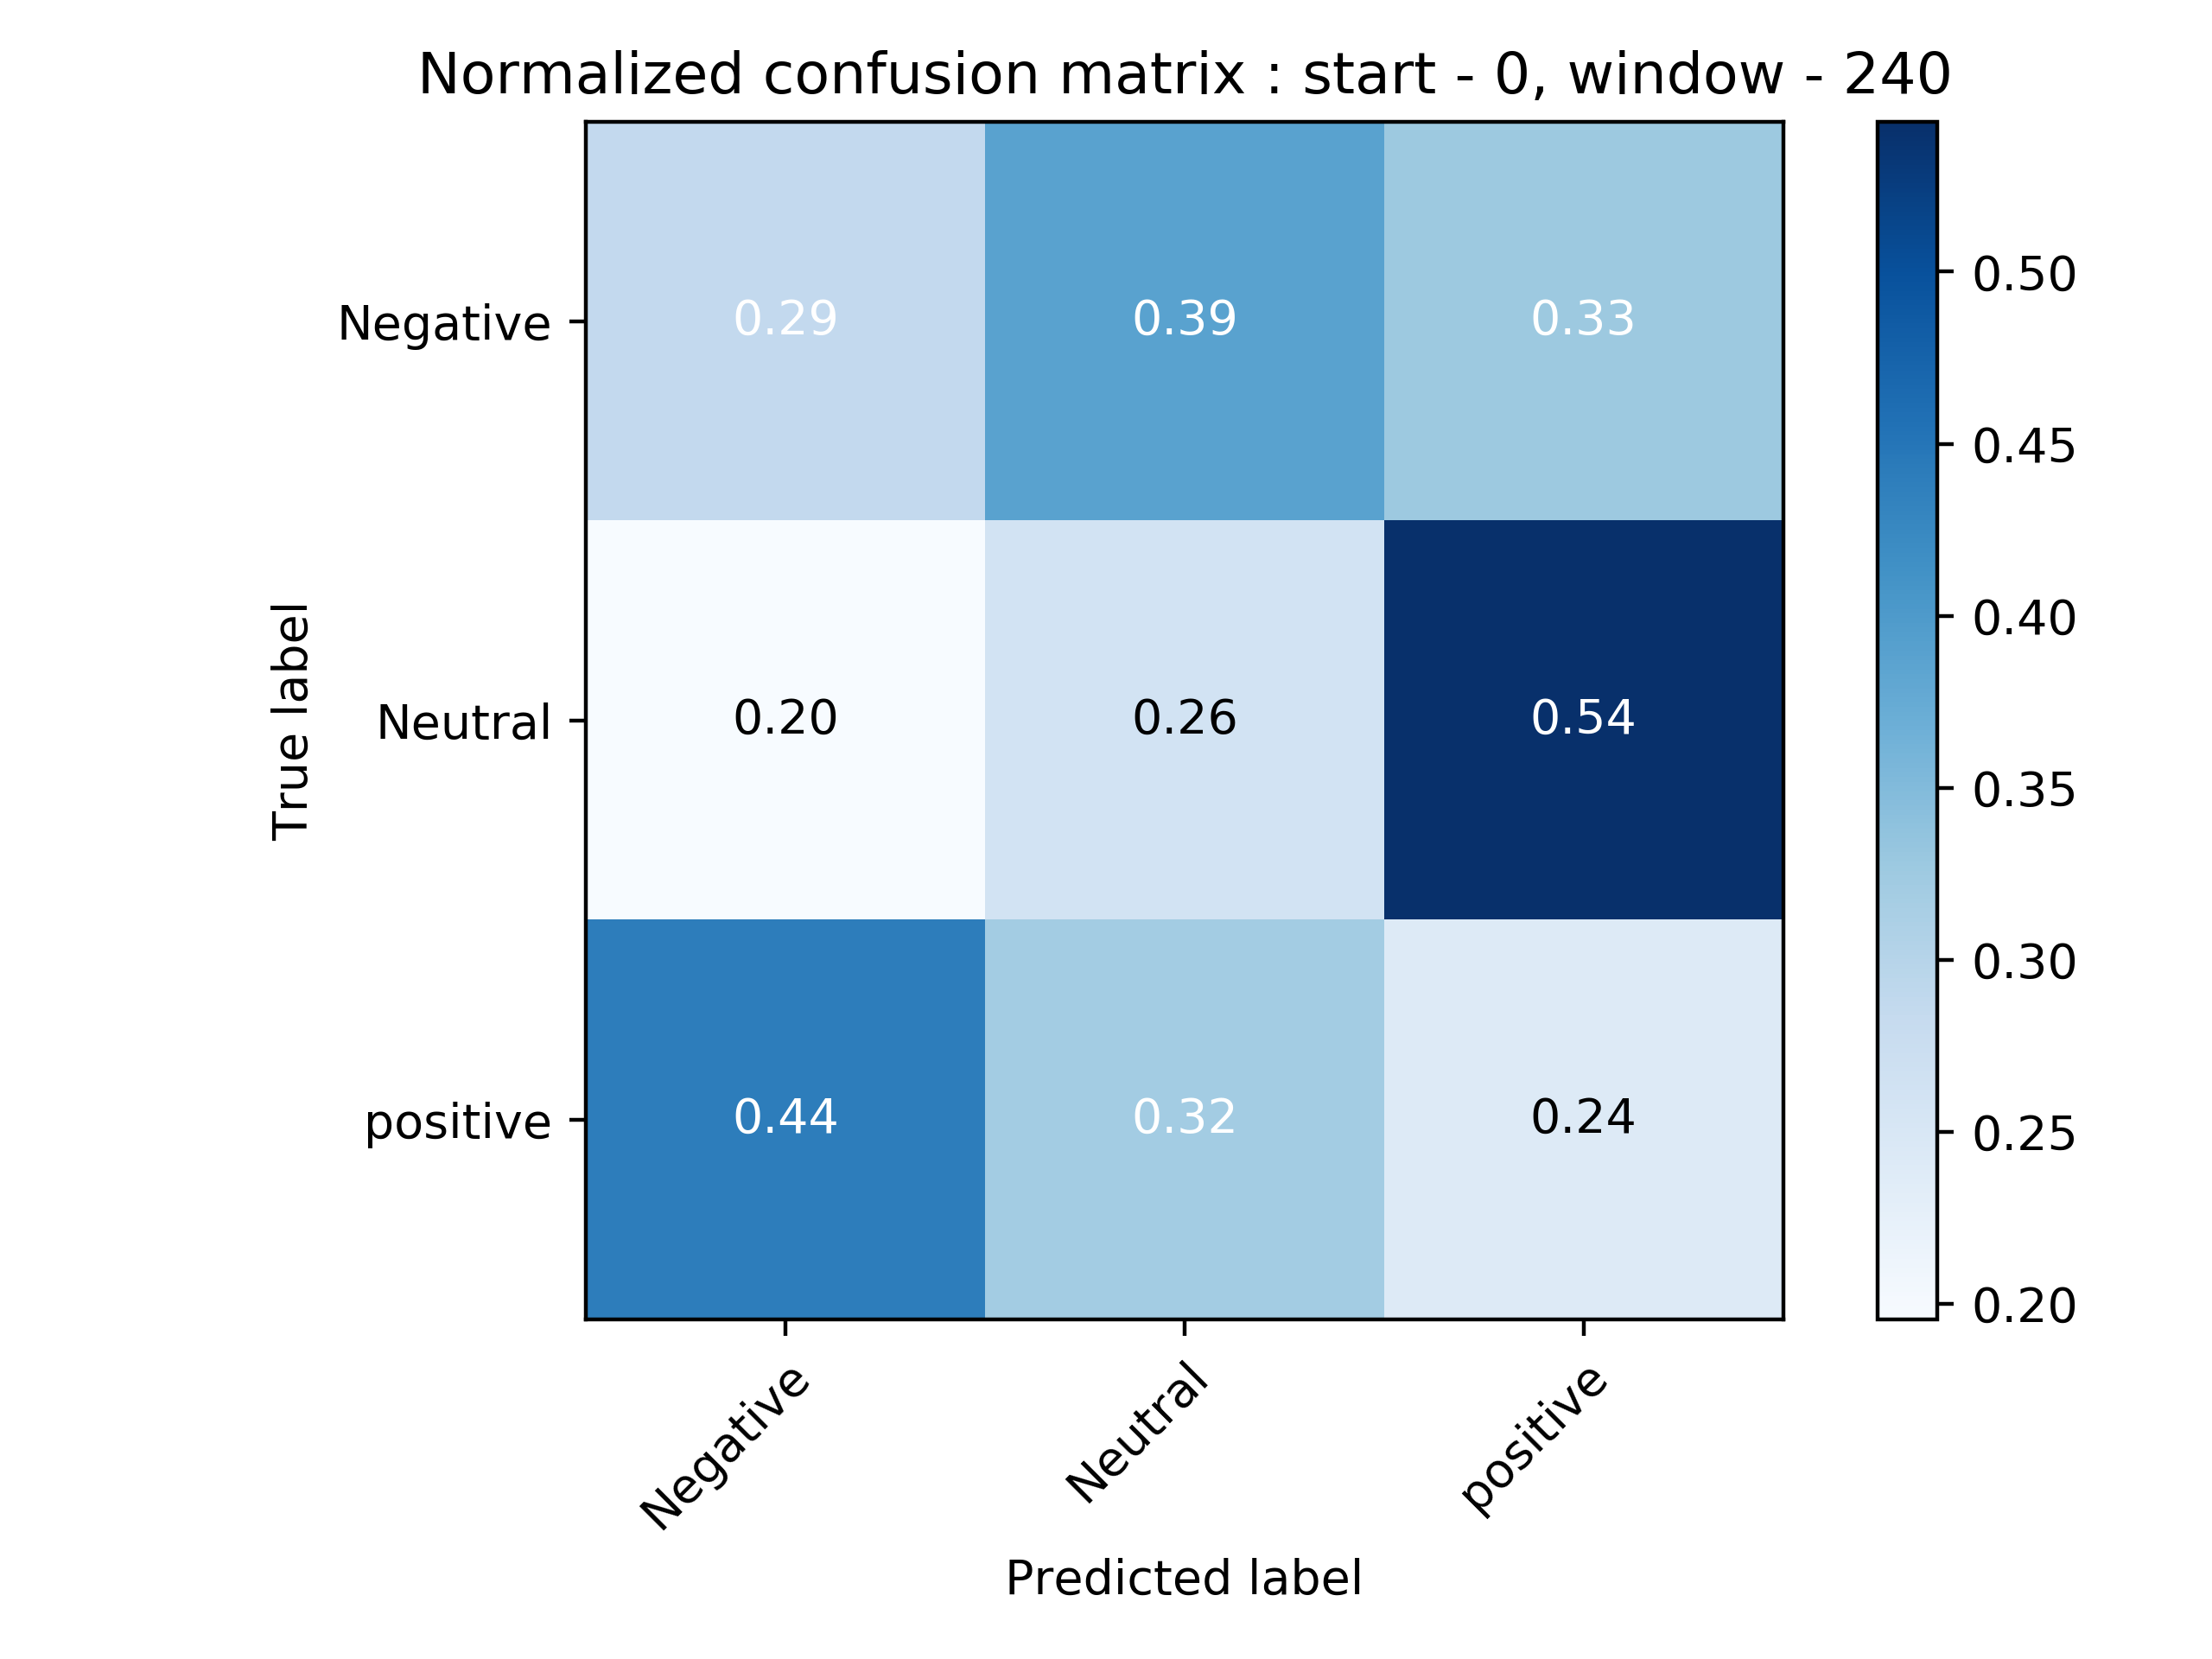 Normalized confusion matrix : start - 0, window - 240
Negative
0.29 0.39 0.33
Neutral
0.20 0.26 0.54
positive
0.44 0.32 0.24
True label
Negative
Neutral
positive
Predicted label
0.50
0.45
0.40
0.35
0.30
0.25
0.20